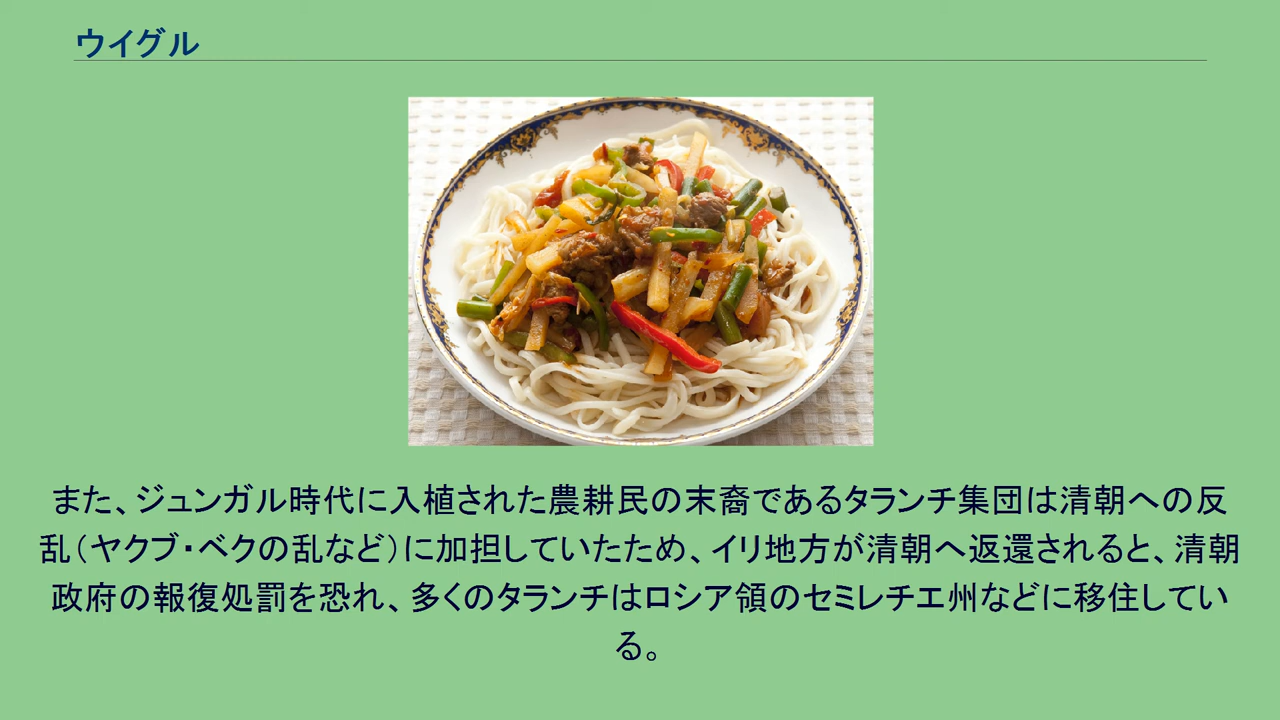 ウイグル
また、ジュンガル時代に入植された農耕民の末裔であるタランチ集団は清朝への反
乱（ヤクブ・ベクの乱など）に加担していたため、イリ地方が清朝へ返還されると、清朝
政府の報復処罰を恐れ、多くのタランチはロシア領のセミレチエ州などに移住してい
る。